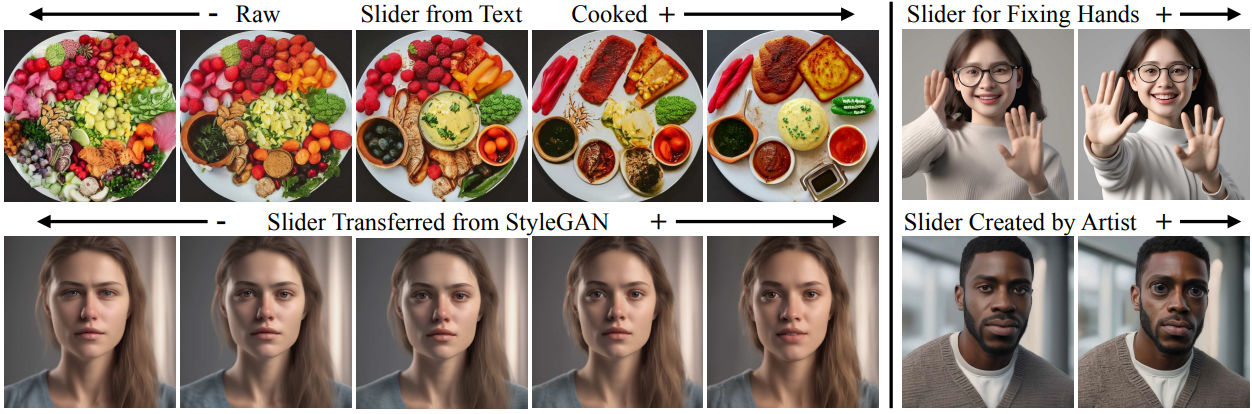 - Raw Slider from Text Cooked +
Slider for Fixing Hands +
- Slider Transferred from StyleGAN +
Slider Created by Artist +